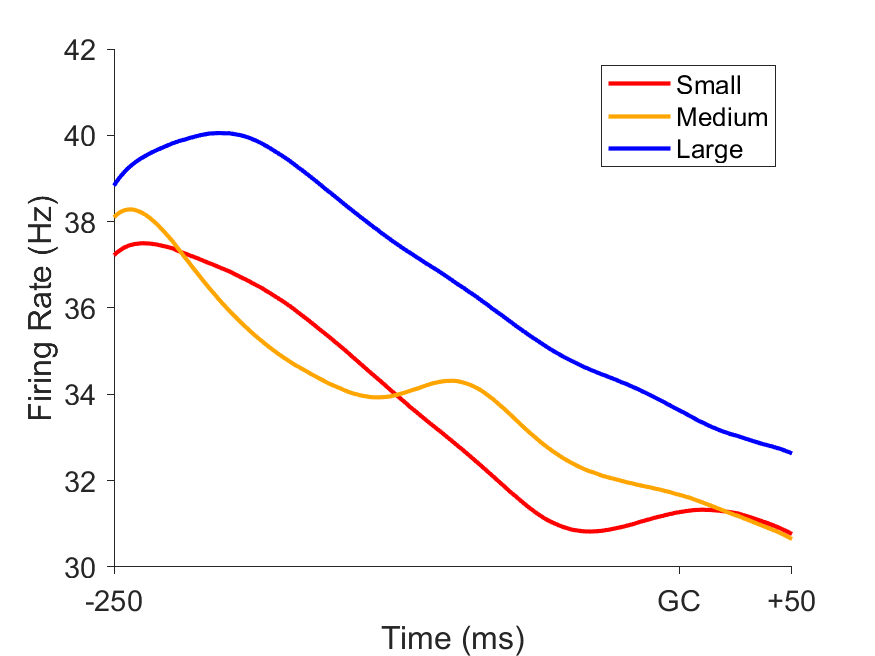 42
40
38
36
34
32
30
Firing Rate (Hz)
-250
GC
+50
Time (ms)
Small
Medium
Large